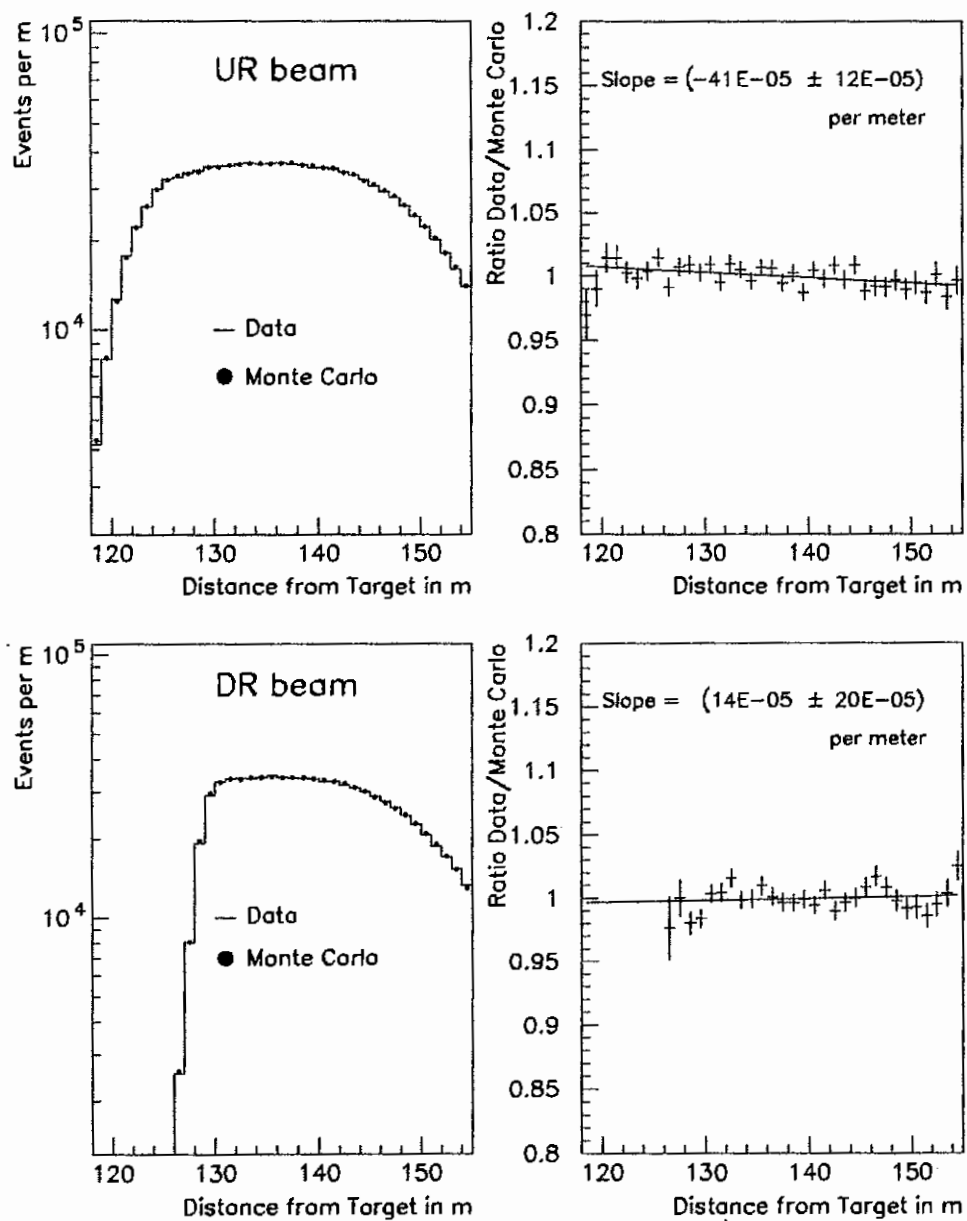 Events per m
10^5
10^4
UR beam
— Data
● Monte Carlo
120 130 140 150
Distance from Target in m
Ratio Data/Monte Carlo
1.2
1.15
1.1
1.05
1
0.95
0.9
0.85
0.8
Slope = (−41E−05 ± 12E−05)
per meter
120 130 140 150
Distance from Target in m
Events per m
10^5
10^4
DR beam
— Data
● Monte Carlo
120 130 140 150
Distance from Target in m
Ratio Data/Monte Carlo
1.2
1.15
1.1
1.05
1
0.95
0.9
0.85
0.8
Slope = (14E−05 ± 20E−05)
per meter
120 130 140 150
Distance from Target in m